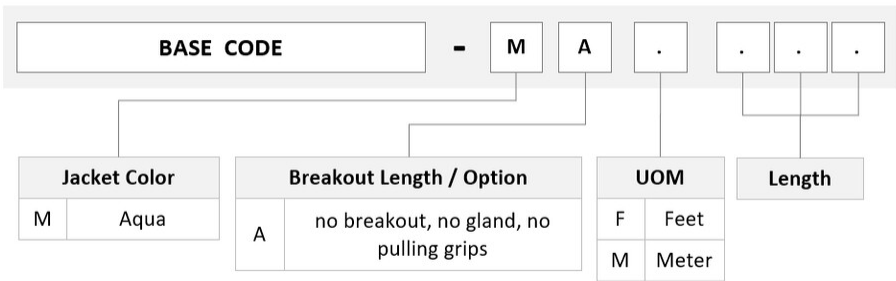 BASE CODE - M A . . . .
Jacket Color
M Aqua
Breakout Length / Option
A no breakout, no gland, no
pulling grips
UOM
F Feet
M Meter
Length